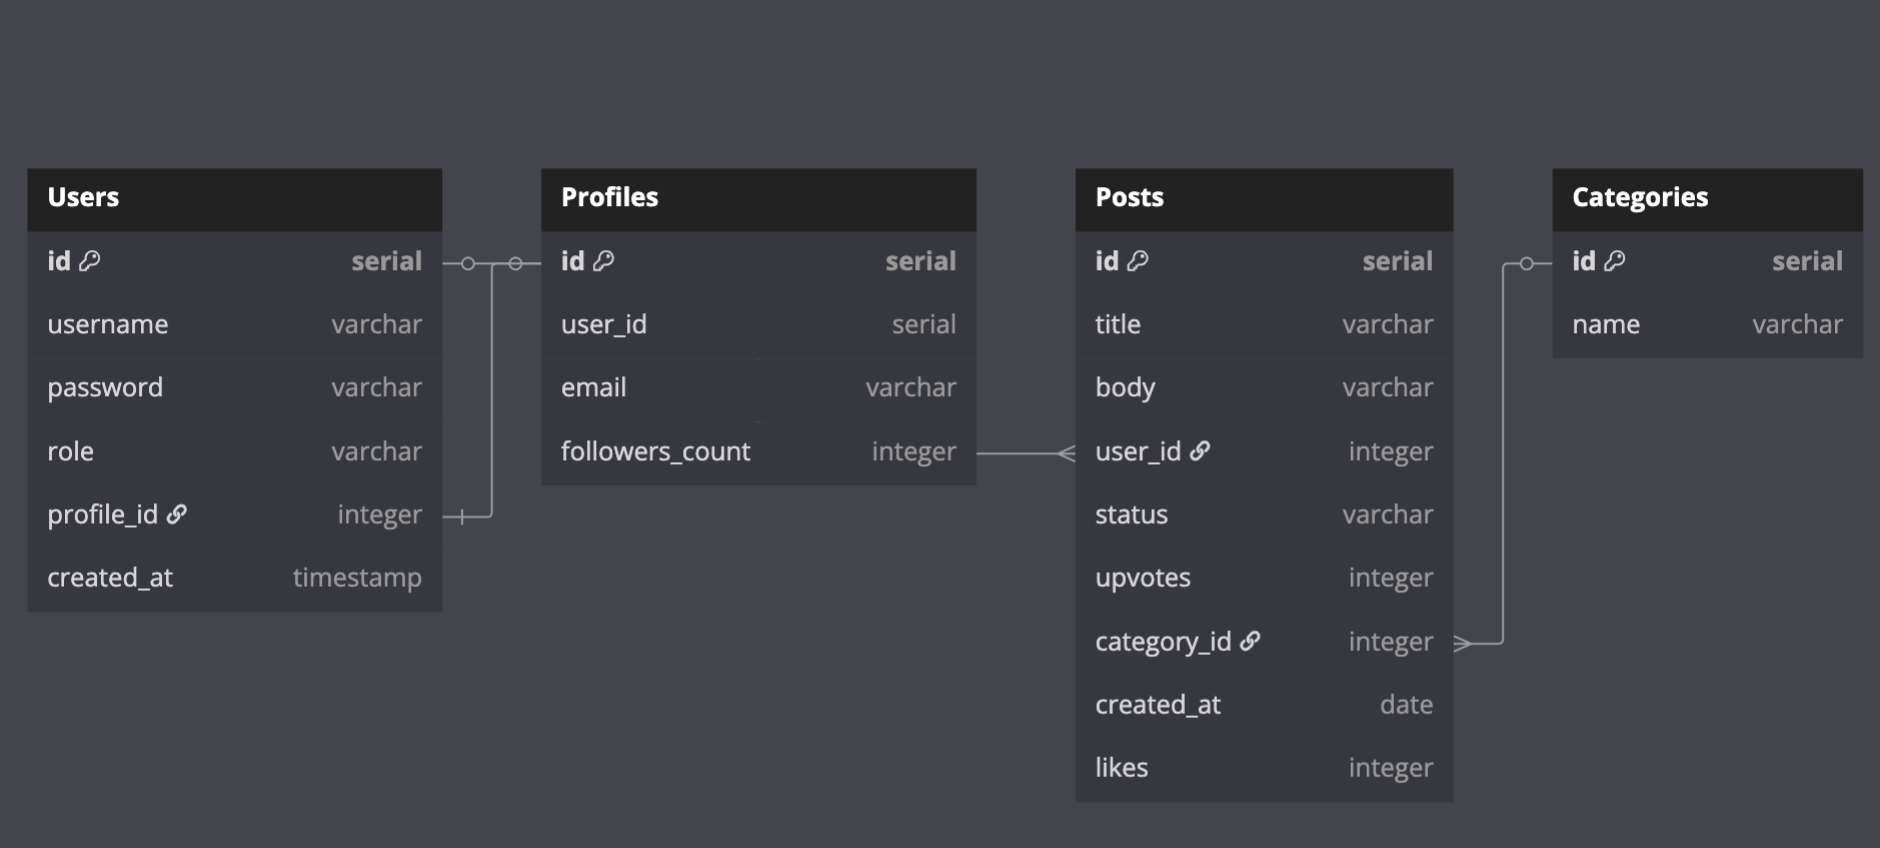 Users
id serial
username varchar
password varchar
role varchar
profile_id integer
created_at timestamp
Profiles
id serial
user_id serial
email varchar
followers_count integer
Posts
id serial
title varchar
body varchar
user_id integer
status varchar
upvotes integer
category_id integer
created_at date
likes integer
Categories
id serial
name varchar